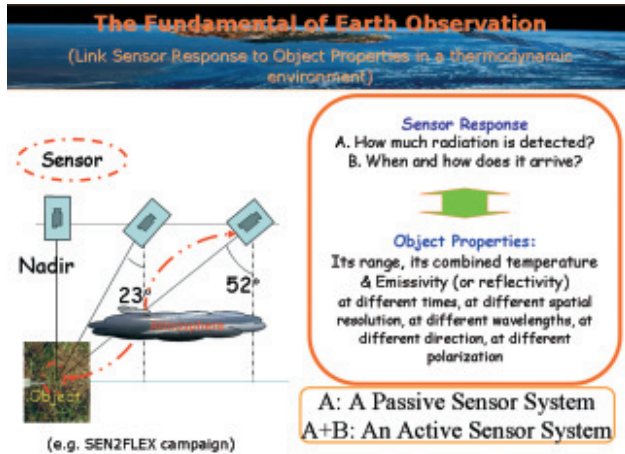 The Fundamental of Earth Observation
(Link Sensor Response to Object Properties in a thermodynamic
environment)
Sensor
Nadir
23°
52°
Atmosphere
Object
(e.g. SEN2FLEX campaign)
Sensor Response
A. How much radiation is detected?
B. When and how does it arrive?
Object Properties:
Its range, its combined temperature
& Emissivity (or reflectivity)
at different times, at different spatial
resolution, at different wavelengths, at
different direction, at different
polarization
A: A Passive Sensor System
A+B: An Active Sensor System